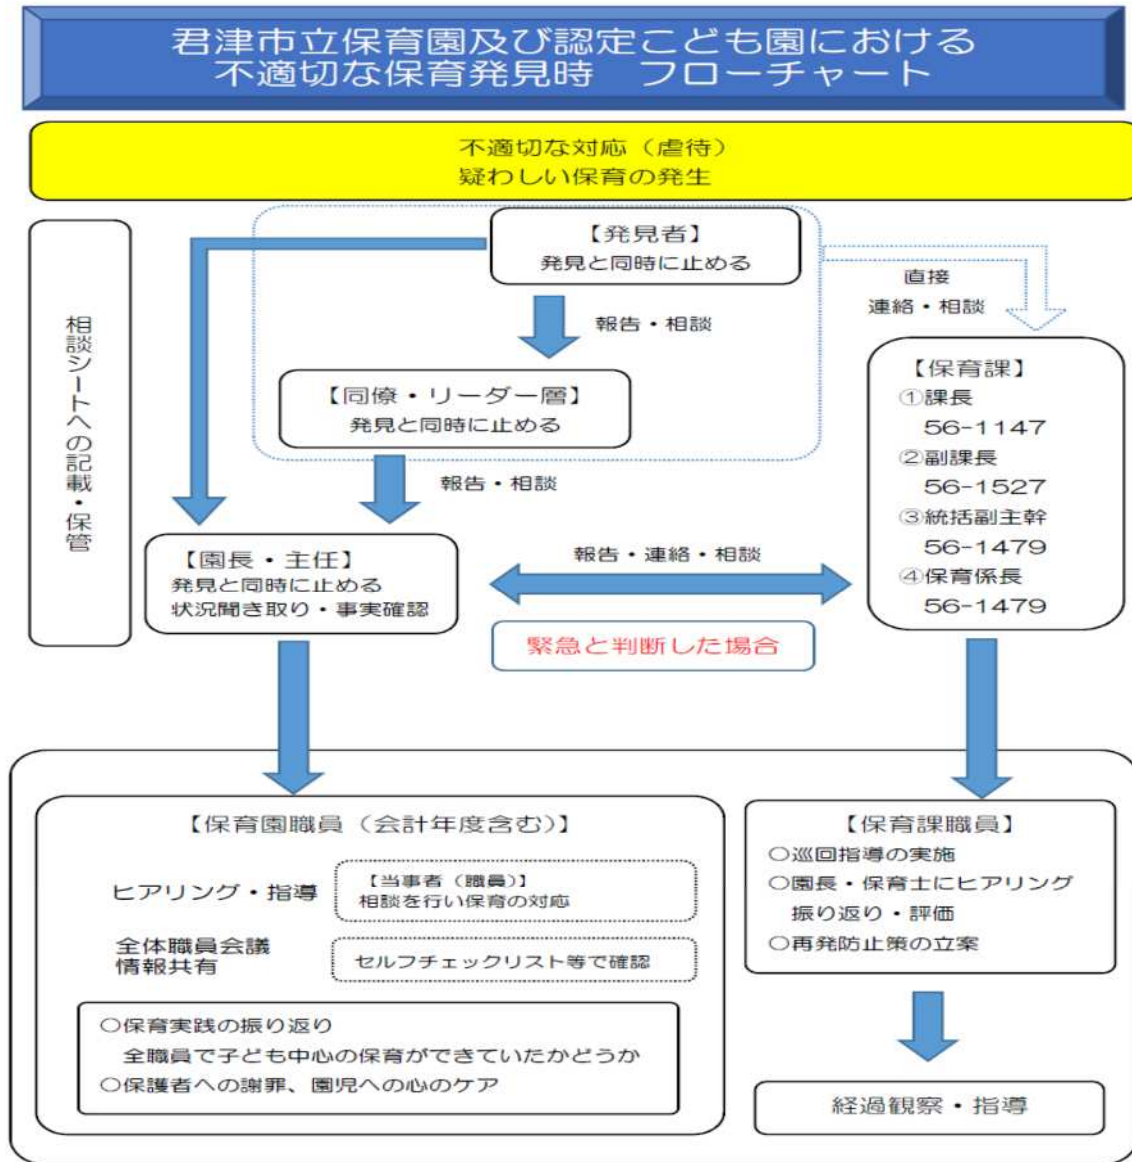 君津市立保育園及び認定こども園における
不適切な保育発見時　フローチャート
不適切な対応（虐待）
疑わしい保育の発生
相談シートへの記載・保管
【発見者】
発見と同時に止める
直接
連絡・相談
報告・相談
【同僚・リーダー層】
発見と同時に止める
報告・相談
【保育課】
①課長
56-1147
②副課長
56-1527
③統括副主幹
56-1479
④保育係長
56-1479
【園長・主任】
発見と同時に止める
状況聞き取り・事実確認
報告・連絡・相談
緊急と判断した場合
【保育園職員（会計年度含む）】
ヒアリング・指導
【当事者（職員）】
相談を行い保育の対応
全体職員会議
情報共有
セルフチェックリスト等で確認
○保育実践の振り返り
全職員で子ども中心の保育ができていたかどうか
○保護者への謝罪、園児への心のケア
【保育課職員】
○巡回指導の実施
○園長・保育士にヒアリング
振り返り・評価
○再発防止策の立案
経過観察・指導